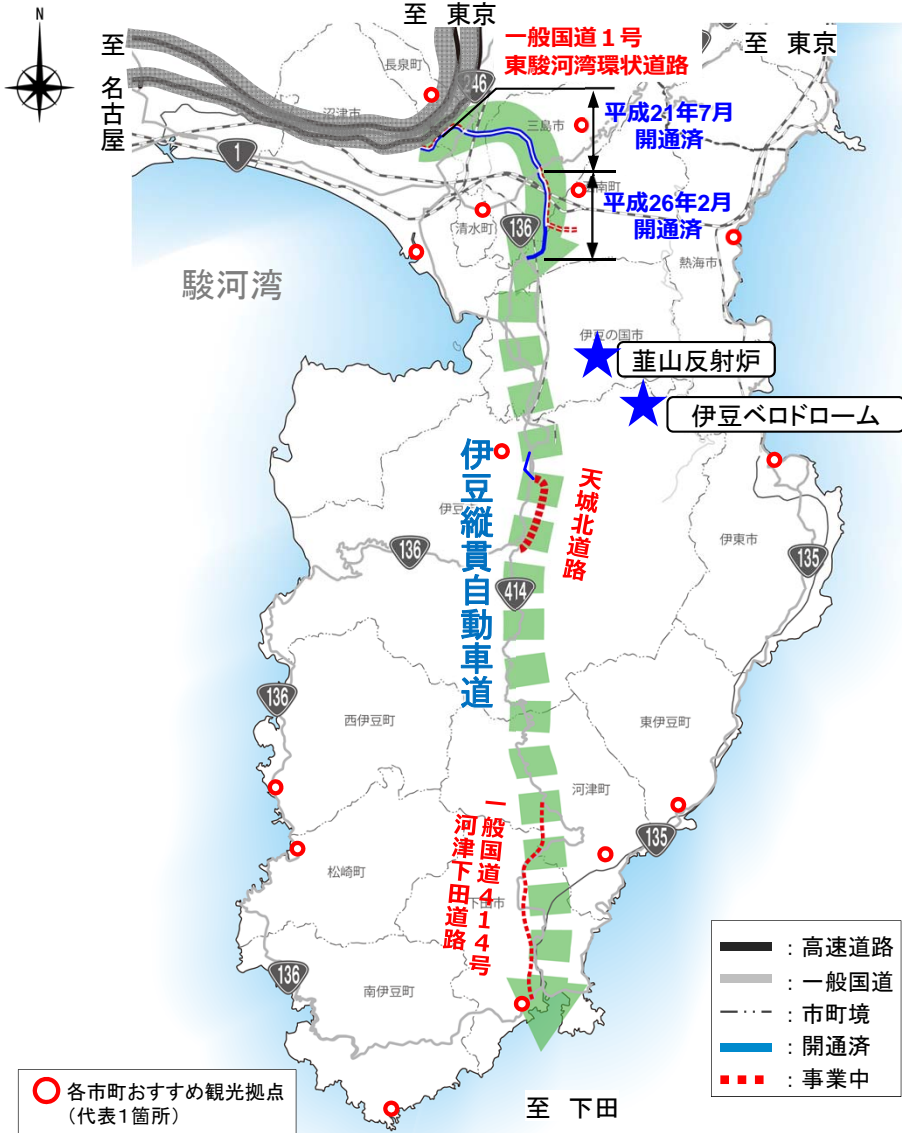 N
至 東京
至
名古屋
一般国道１号
東駿河湾環状道路
至 東京
長泉町
246
沼津市
三島市
平成21年7月
開通済
1
函南町
平成26年2月
開通済
清水町
136
熱海市
駿河湾
伊豆の国市
韮山反射炉
伊豆ベロドローム
伊豆縦貫自動車道
天城北道路
伊豆市
136
伊東市
135
414
136
西伊豆町
東伊豆町
河津町
一般国道４１４号
河津下田道路
135
松崎町
下田市
136
南伊豆町
：高速道路
：一般国道
：市町境
：開通済
：事業中
各市町おすすめ観光拠点
（代表1箇所）
至 下田